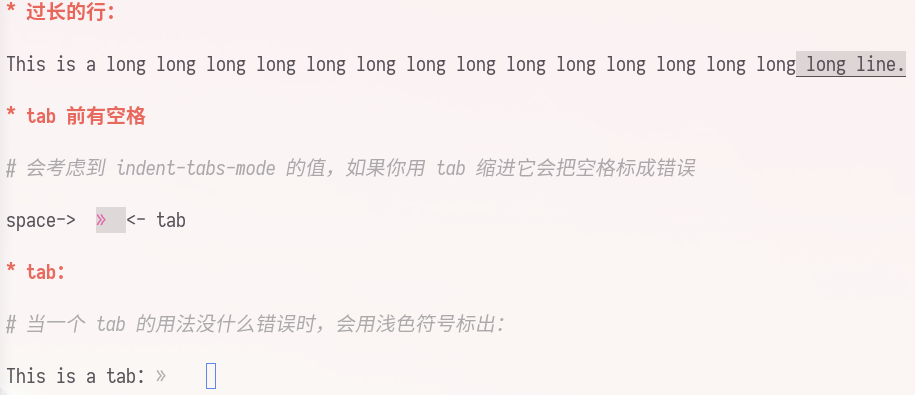 * 过长的行：
This is a long long long long long long long long long long long long long long long line.
* tab 前有空格
# 会考虑到 indent-tabs-mode 的值，如果你用 tab 缩进它会把空格标成错误
space->  »  <- tab
* tab：
# 当一个 tab 的用法没什么错误时，会用浅色符号标出：
This is a tab: »